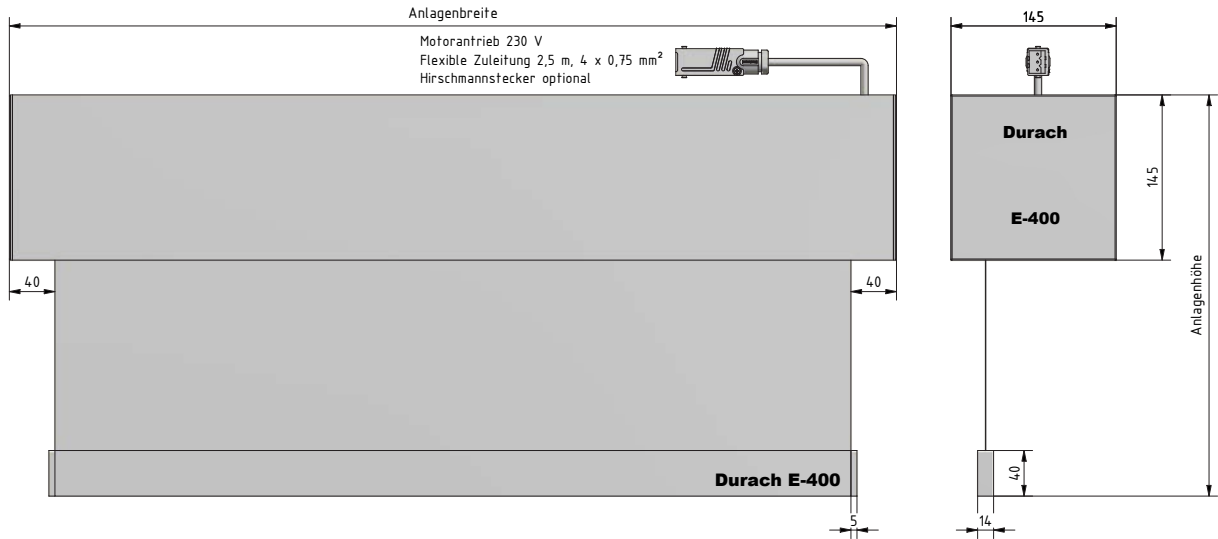 Anlagenbreite
Motorantrieb 230 V
Flexible Zuleitung 2,5 m, 4 x 0,75 mm²
Hirschmannstecker optional
40
40
Durach E-400
5
145
Durach
E-400
145
Anlagenhöhe
40
14